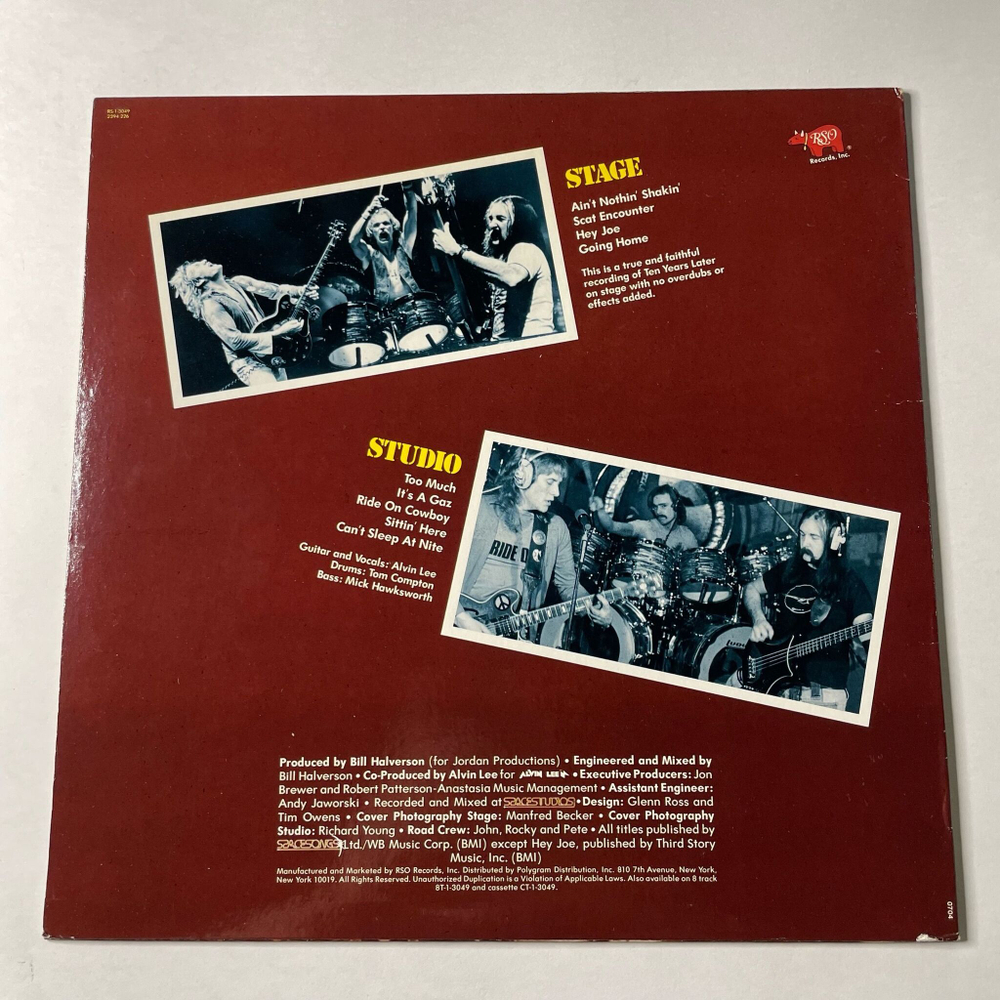 RS-1-3049
2394 226
RSO
Records, Inc.
STAGE
Ain't Nothin' Shakin'
Scat Encounter
Hey Joe
Going Home
This is a true and faithful
recording of Ten Years Later
on stage with no overdubs or
effects added.
STUDIO
Too Much
It's A Gaz
Ride On Cowboy
Sittin' Here
Can't Sleep At Nite
Guitar and Vocals: Alvin Lee
Drums: Tom Compton
Bass: Mick Hawksworth
RIDE O
Produced by Bill Halverson (for Jordan Productions) • Engineered and Mixed by
Bill Halverson • Co-Produced by Alvin Lee for ALVIN LEE • Executive Producers: Jon
Brewer and Robert Patterson-Anastasia Music Management • Assistant Engineer:
Andy Jaworski • Recorded and Mixed at SPACESTUDIOS • Design: Glenn Ross and
Tim Owens • Cover Photography Stage: Manfred Becker • Cover Photography
Studio: Richard Young • Road Crew: John, Rocky and Pete • All titles published by
SPACESONGS Ltd./WB Music Corp. (BMI) except Hey Joe, published by Third Story
Music, Inc. (BMI)
Manufactured and Marketed by RSO Records, Inc. Distributed by Polygram Distribution, Inc. 810 7th Avenue, New York,
New York 10019. All Rights Reserved. Unauthorized Duplication is a Violation of Applicable Laws. Also available on 8 track
8T-1-3049 and cassette CT-1-3049.
0704